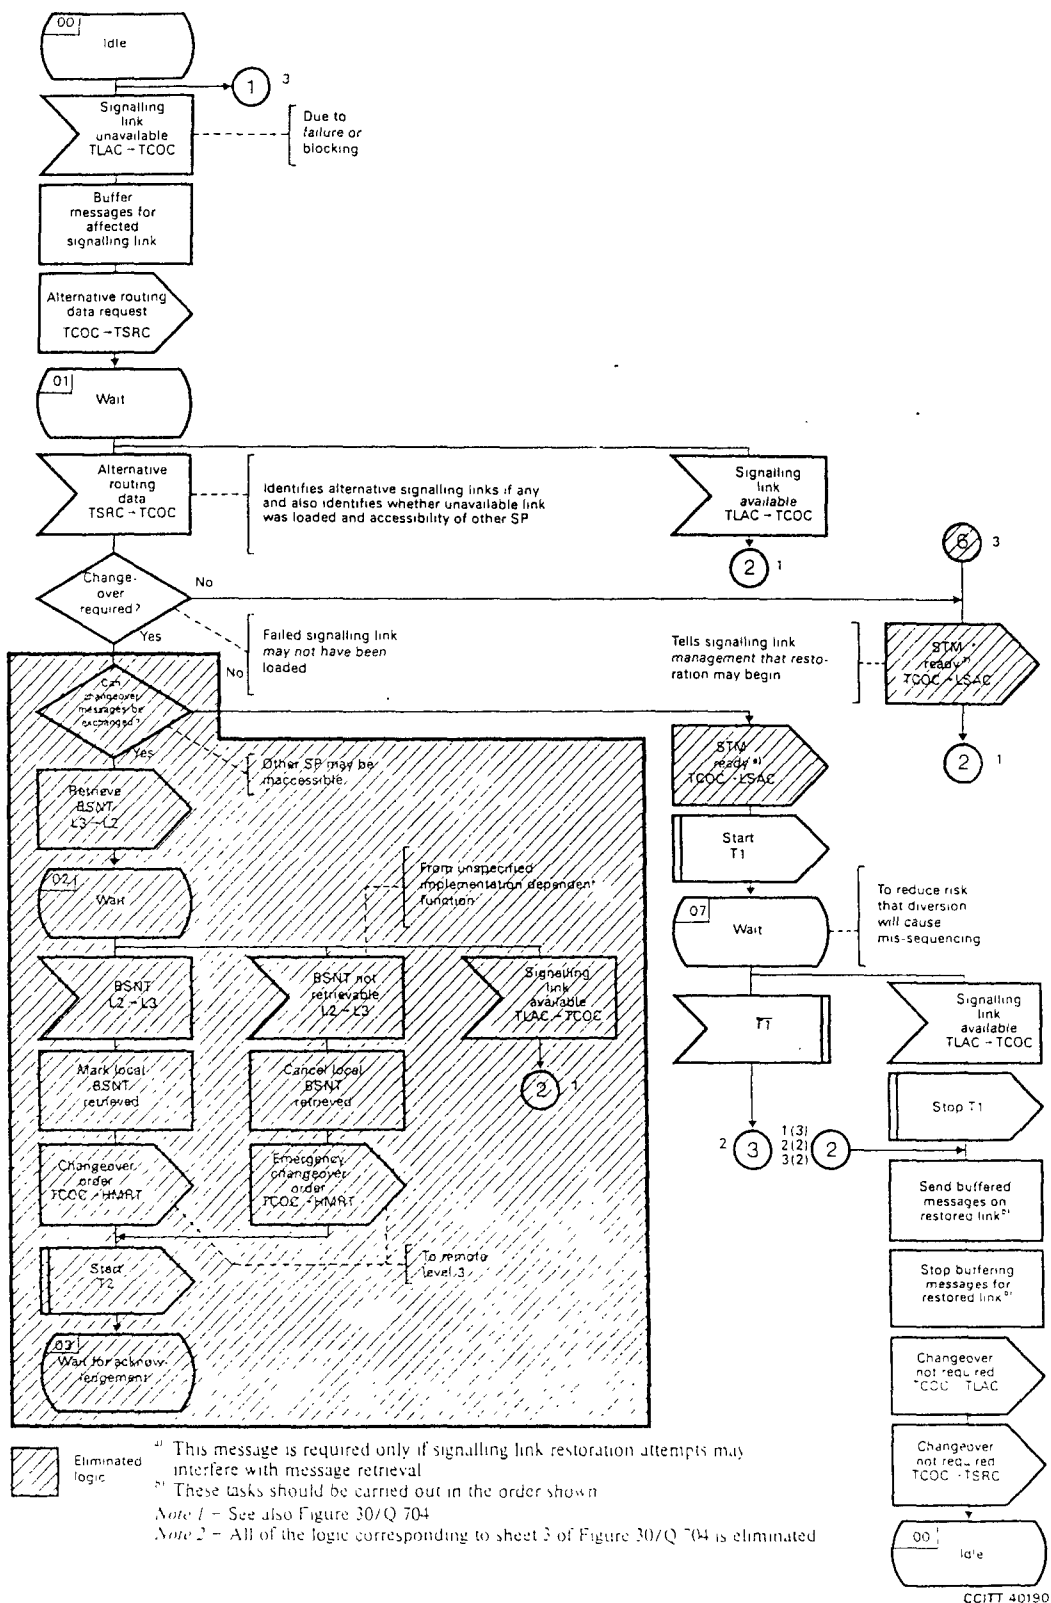 00
Idle
1
3
Signalling
link
unavailable
TLAC → TCOC
Due to
failure or
blocking
Buffer
messages for
affected
signalling link
Alternative routing
data request
TCOC → TSRC
01
Wait
Alternative
routing
data
TSRC → TCOC
Identifies alternative signalling links if any
and also identifies whether unavailable link
was loaded and accessibility of other SP
Signalling
link
available
TLAC → TCOC
2
1
6
3
Change-
over
required?
No
Yes
Failed signalling link
may not have been
loaded
Tells signalling link
management that resto-
ration may begin
STM
ready a)
TCOC → LSAC
2
1
Can
changeover
messages be
exchanged?
No
Yes
Other SP may be
inaccessible
STM
ready a)
TCOC → LSAC
Retrieve
BSNT
L3 → L2
Start
T1
02
Wait
From unspecified
implementation dependent
function
07
Wait
To reduce risk
that diversion
will cause
mis-sequencing
BSNT
L2 → L3
BSNT not
retrievable
L2 → L3
Signalling
link
available
TLAC → TCOC
2
1
T1
Signalling
link
available
TLAC → TCOC
Mark local
BSNT
retrieved
Cancel local
BSNT
retrieved
Stop T1
2
3
1(3)
2(2)
3(2)
2
Changeover
order
TCOC → HMRT
Emergency
changeover
order
TCOC → HMRT
To remote
level 3
Send buffered
messages on
restored link b)
Start
T2
Stop buffering
messages for
restored link b)
03
Wait for acknow-
ledgement
Changeover
not required
TCOC → TLAC
Changeover
not required
TCOC → TSRC
00
Idle
Eliminated
logic
a) This message is required only if signalling link restoration attempts may
interfere with message retrieval
b) These tasks should be carried out in the order shown
Note 1 – See also Figure 30/Q 704
Note 2 – All of the logic corresponding to sheet 3 of Figure 30/Q 704 is eliminated
CCITT 40190